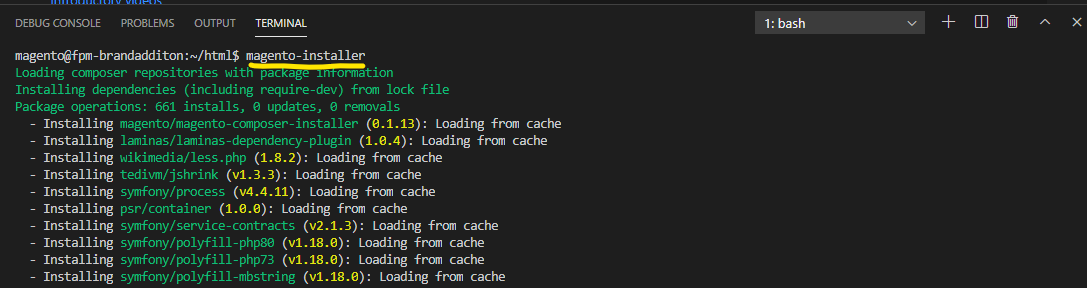 Introductory videos
DEBUG CONSOLE PROBLEMS OUTPUT TERMINAL 1: bash
magento@fpm-brandadditon:~/html$ magento-installer
Loading composer repositories with package information
Installing dependencies (including require-dev) from lock file
Package operations: 661 installs, 0 updates, 0 removals
- Installing magento/magento-composer-installer (0.1.13): Loading from cache
- Installing laminas/laminas-dependency-plugin (1.0.4): Loading from cache
- Installing wikimedia/less.php (1.8.2): Loading from cache
- Installing tedivm/jshrink (v1.3.3): Loading from cache
- Installing symfony/process (v4.4.11): Loading from cache
- Installing psr/container (1.0.0): Loading from cache
- Installing symfony/service-contracts (v2.1.3): Loading from cache
- Installing symfony/polyfill-php80 (v1.18.0): Loading from cache
- Installing symfony/polyfill-php73 (v1.18.0): Loading from cache
- Installing symfony/polyfill-mbstring (v1.18.0): Loading from cache